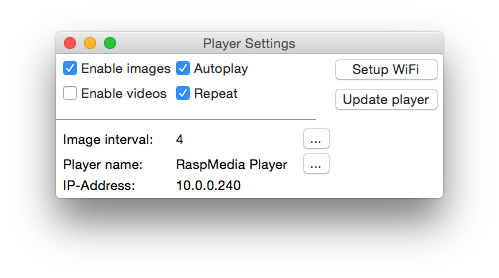 Player Settings
Enable images Autoplay Setup WiFi
Enable videos Repeat Update player
Image interval: 4 ...
Player name: RaspMedia Player ...
IP-Address: 10.0.0.240